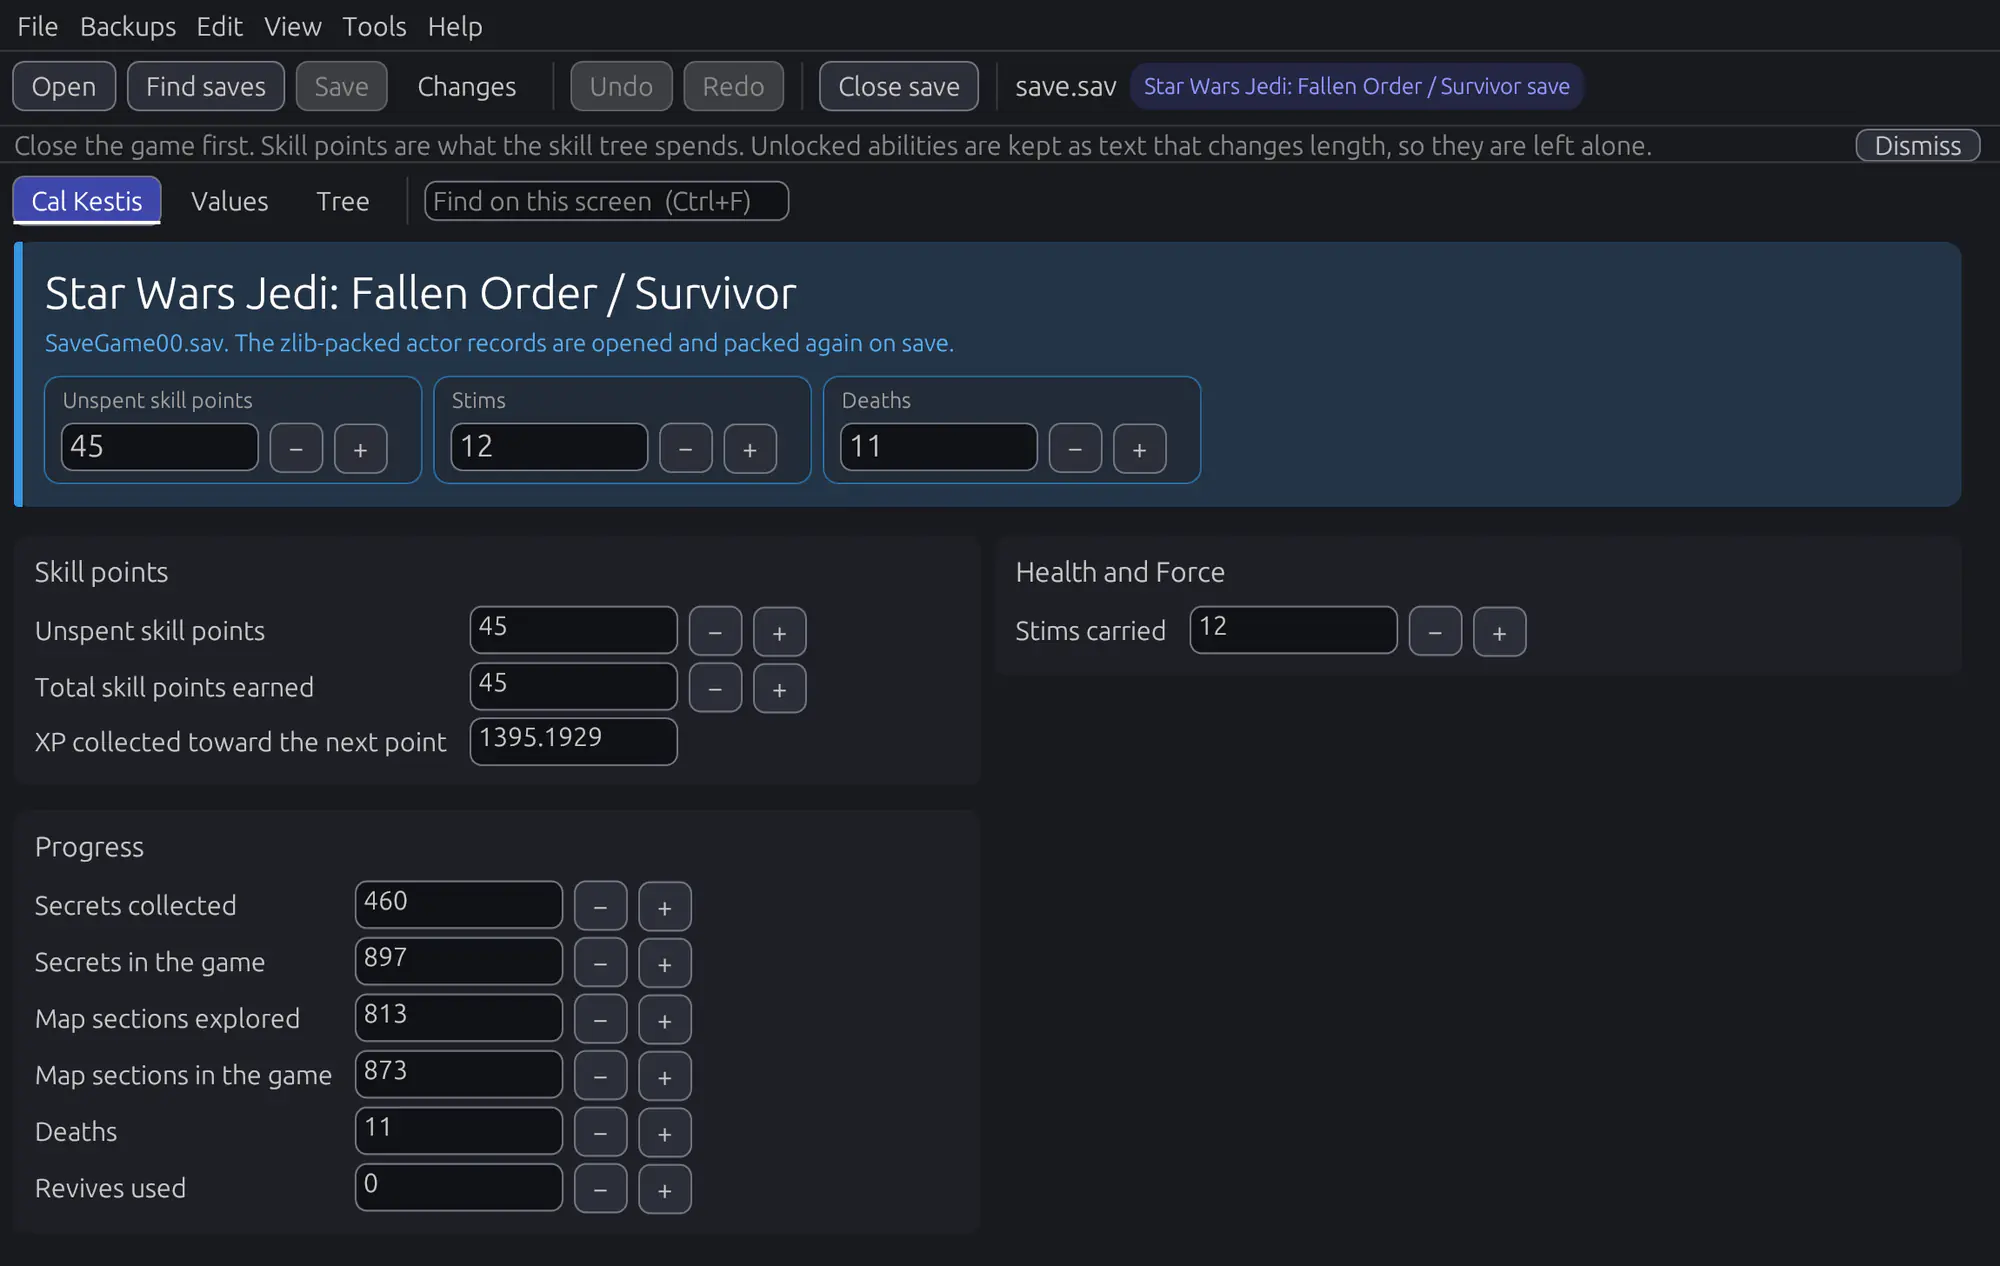 File Backups Edit View Tools Help
Open Find saves Save Changes Undo Redo Close save save.sav Star Wars Jedi: Fallen Order / Survivor save
Close the game first. Skill points are what the skill tree spends. Unlocked abilities are kept as text that changes length, so they are left alone. Dismiss
Cal Kestis Values Tree Find on this screen (Ctrl+F)
Star Wars Jedi: Fallen Order / Survivor
SaveGame00.sav. The zlib-packed actor records are opened and packed again on save.
Unspent skill points Stims Deaths
45 − + 12 − + 11 − +
Skill points
Unspent skill points 45 − +
Total skill points earned 45 − +
XP collected toward the next point 1395.1929
Health and Force
Stims carried 12 − +
Progress
Secrets collected 460 − +
Secrets in the game 897 − +
Map sections explored 813 − +
Map sections in the game 873 − +
Deaths 11 − +
Revives used 0 − +